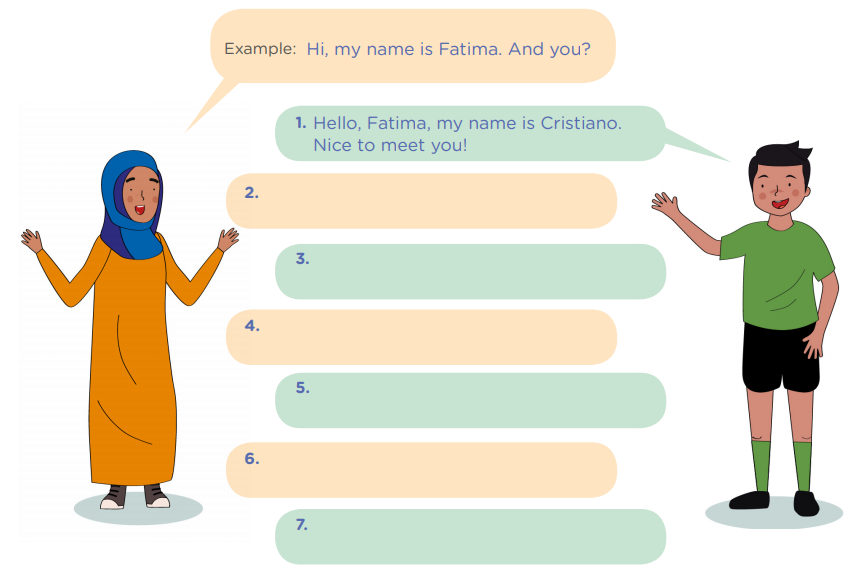 Example: Hi, my name is Fatima. And you?
1. Hello, Fatima, my name is Cristiano.
Nice to meet you!
2.
3.
4.
5.
6.
7.